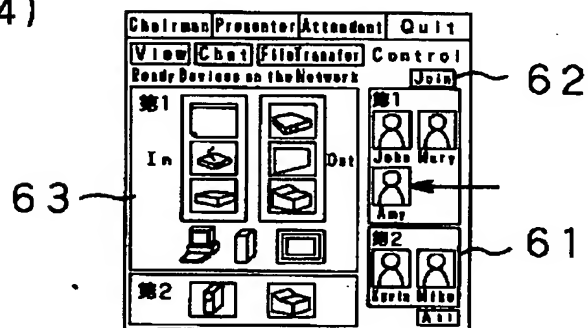 4)
Chairman Presenter Attendant Quit
View Chat FileTransfer Control
Ready Devices on the Network Join 62
第1 第1
In Out
John Mary
63
Amy
第2 第2
61
Kevin Mike
All